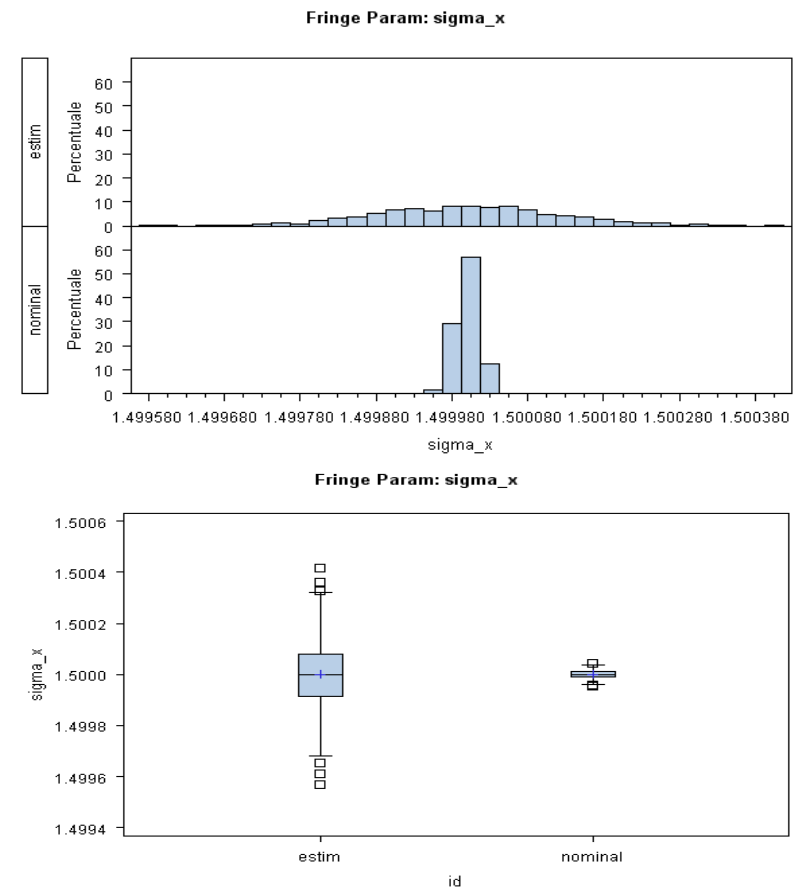 Fringe Param: sigma_x
estim
Percentuale
60
50
40
30
20
10
0
nominal
Percentuale
60
50
40
30
20
10
0
1.499580 1.499680 1.499780 1.499880 1.499980 1.500080 1.500180 1.500280 1.500380
sigma_x
Fringe Param: sigma_x
sigma_x
1.5006
1.5004
1.5002
1.5000
1.4998
1.4996
1.4994
estim nominal
id